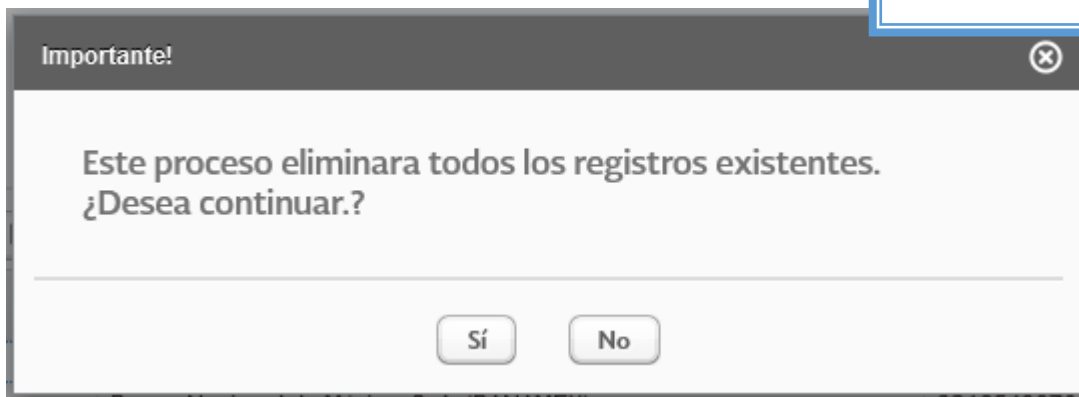 Importante!
Este proceso eliminara todos los registros existentes.
¿Desea continuar.?
Sí
No